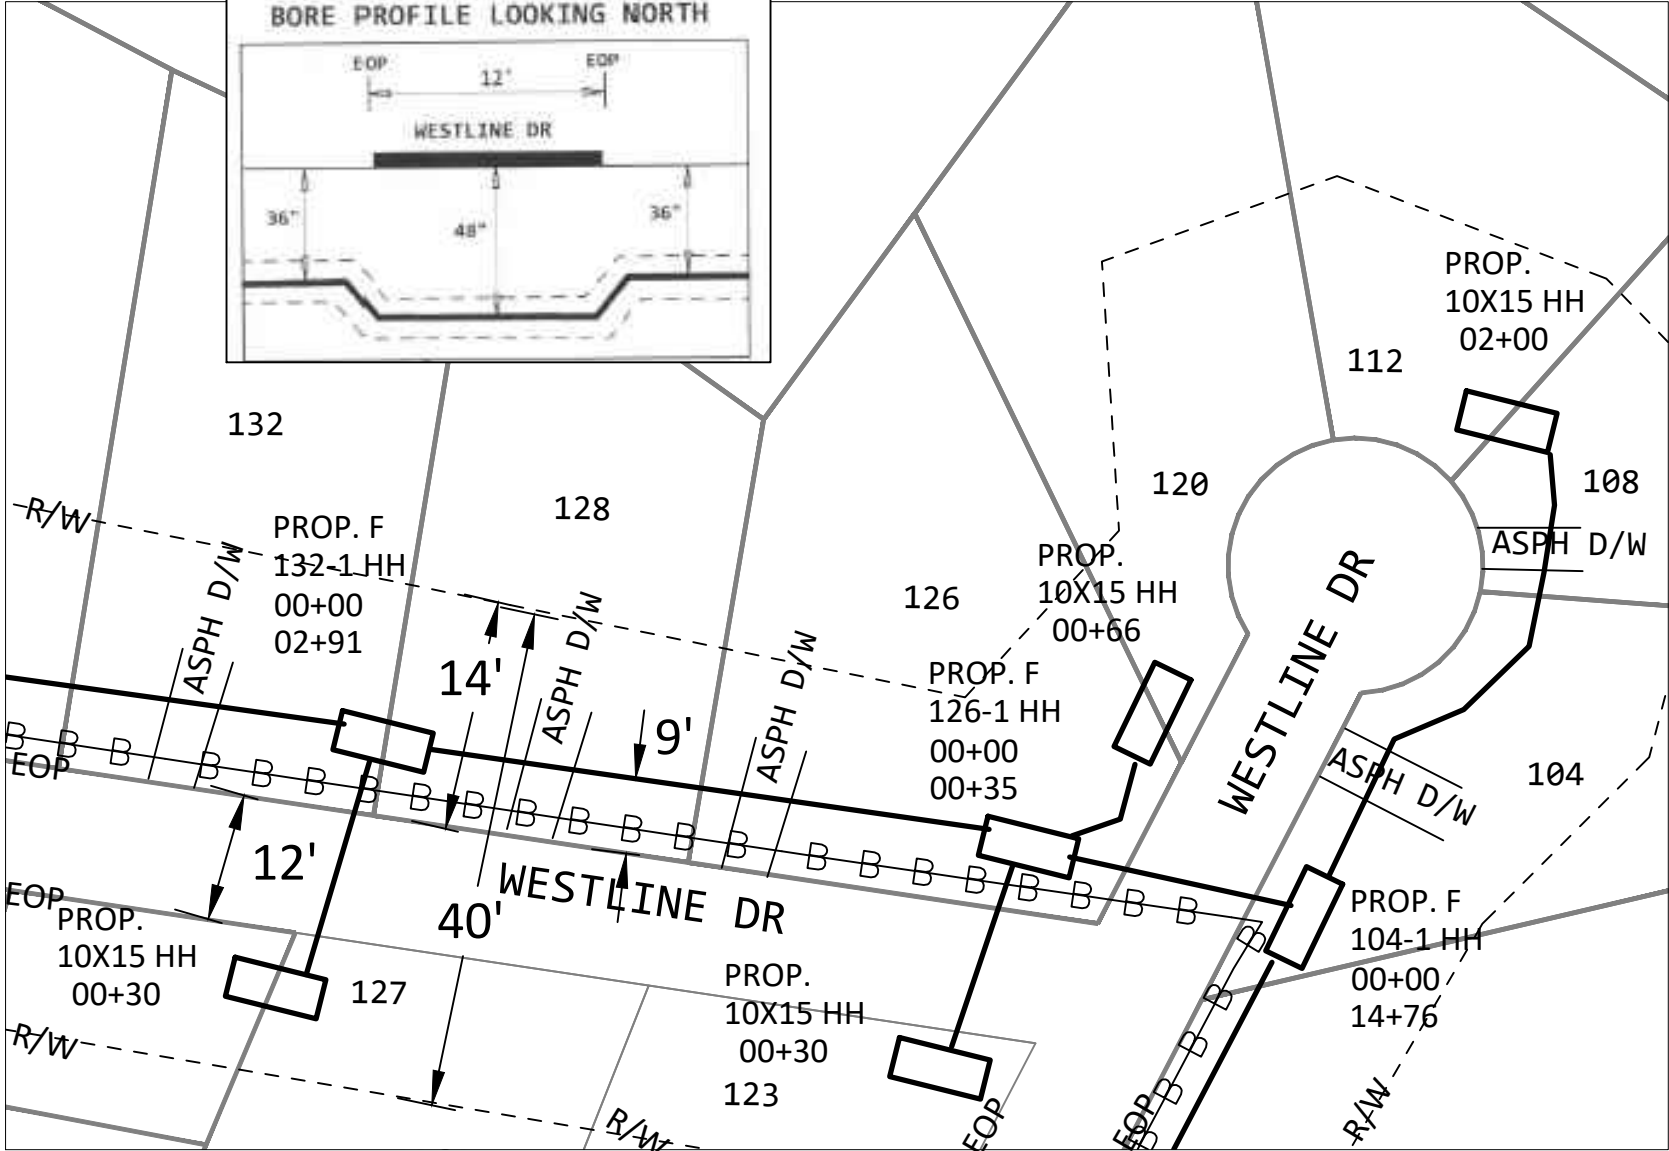 BORE PROFILE LOOKING NORTH
EOP
EOP
12'
WESTLINE DR
36"
48"
36"
PROP.
10X15 HH
02+00
112
132
128
120
108
R/W
PROP. F
132-1 HH
00+00
02+91
ASPH D/W
ASPH D/W
ASPH D/W
ASPH D/W
126
PROP.
10X15 HH
00+66
WESTLINE DR
14'
9'
PROP. F
126-1 HH
00+00
00+35
ASPH D/W
104
B B B B B B B B B B B B B B B B B B B B B B
EOP
12'
40'
WESTLINE DR
EOP
PROP.
10X15 HH
00+30
127
PROP. F
104-1 HH
00+00
14+76
B
B
B
B
B
PROP.
10X15 HH
00+30
123
R/W
R/W
EOP
EOP
R/W